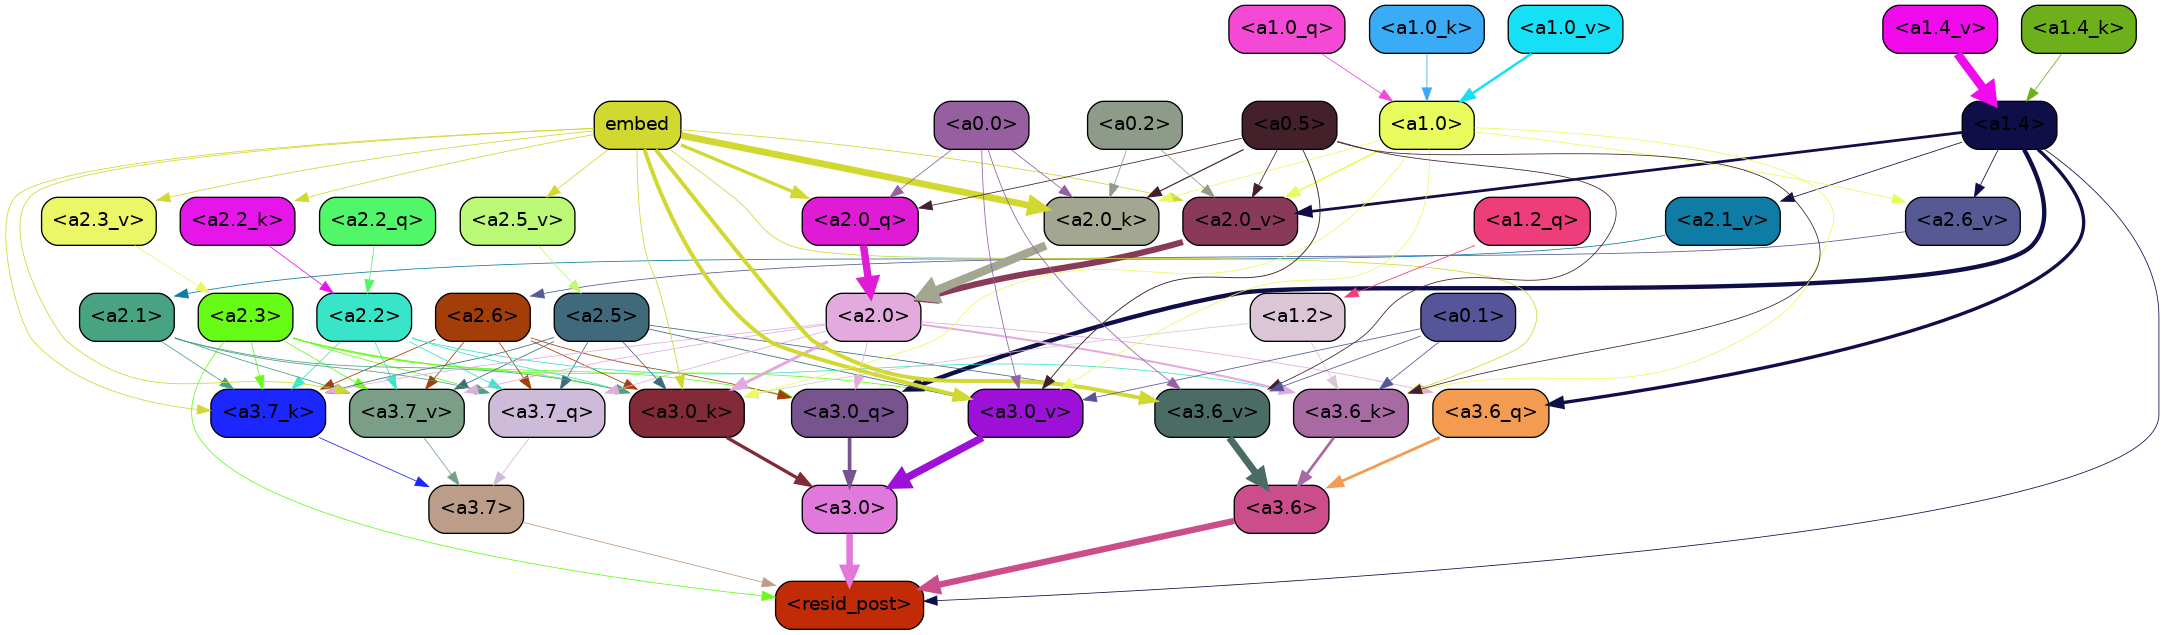 <a1.0_q> <a1.0_k> <a1.0_v> <a1.4_v> <a1.4_k>
embed <a0.0> <a0.2> <a0.5> <a1.0> <a1.4>
<a2.3_v> <a2.2_k> <a2.2_q> <a2.5_v> <a2.0_q> <a2.0_k> <a2.0_v> <a1.2_q> <a2.1_v> <a2.6_v>
<a2.1> <a2.3> <a2.2> <a2.6> <a2.5> <a2.0> <a1.2> <a0.1>
<a3.7_k> <a3.7_v> <a3.7_q> <a3.0_k> <a3.0_q> <a3.0_v> <a3.6_v> <a3.6_k> <a3.6_q>
<a3.7> <a3.0> <a3.6>
<resid_post>